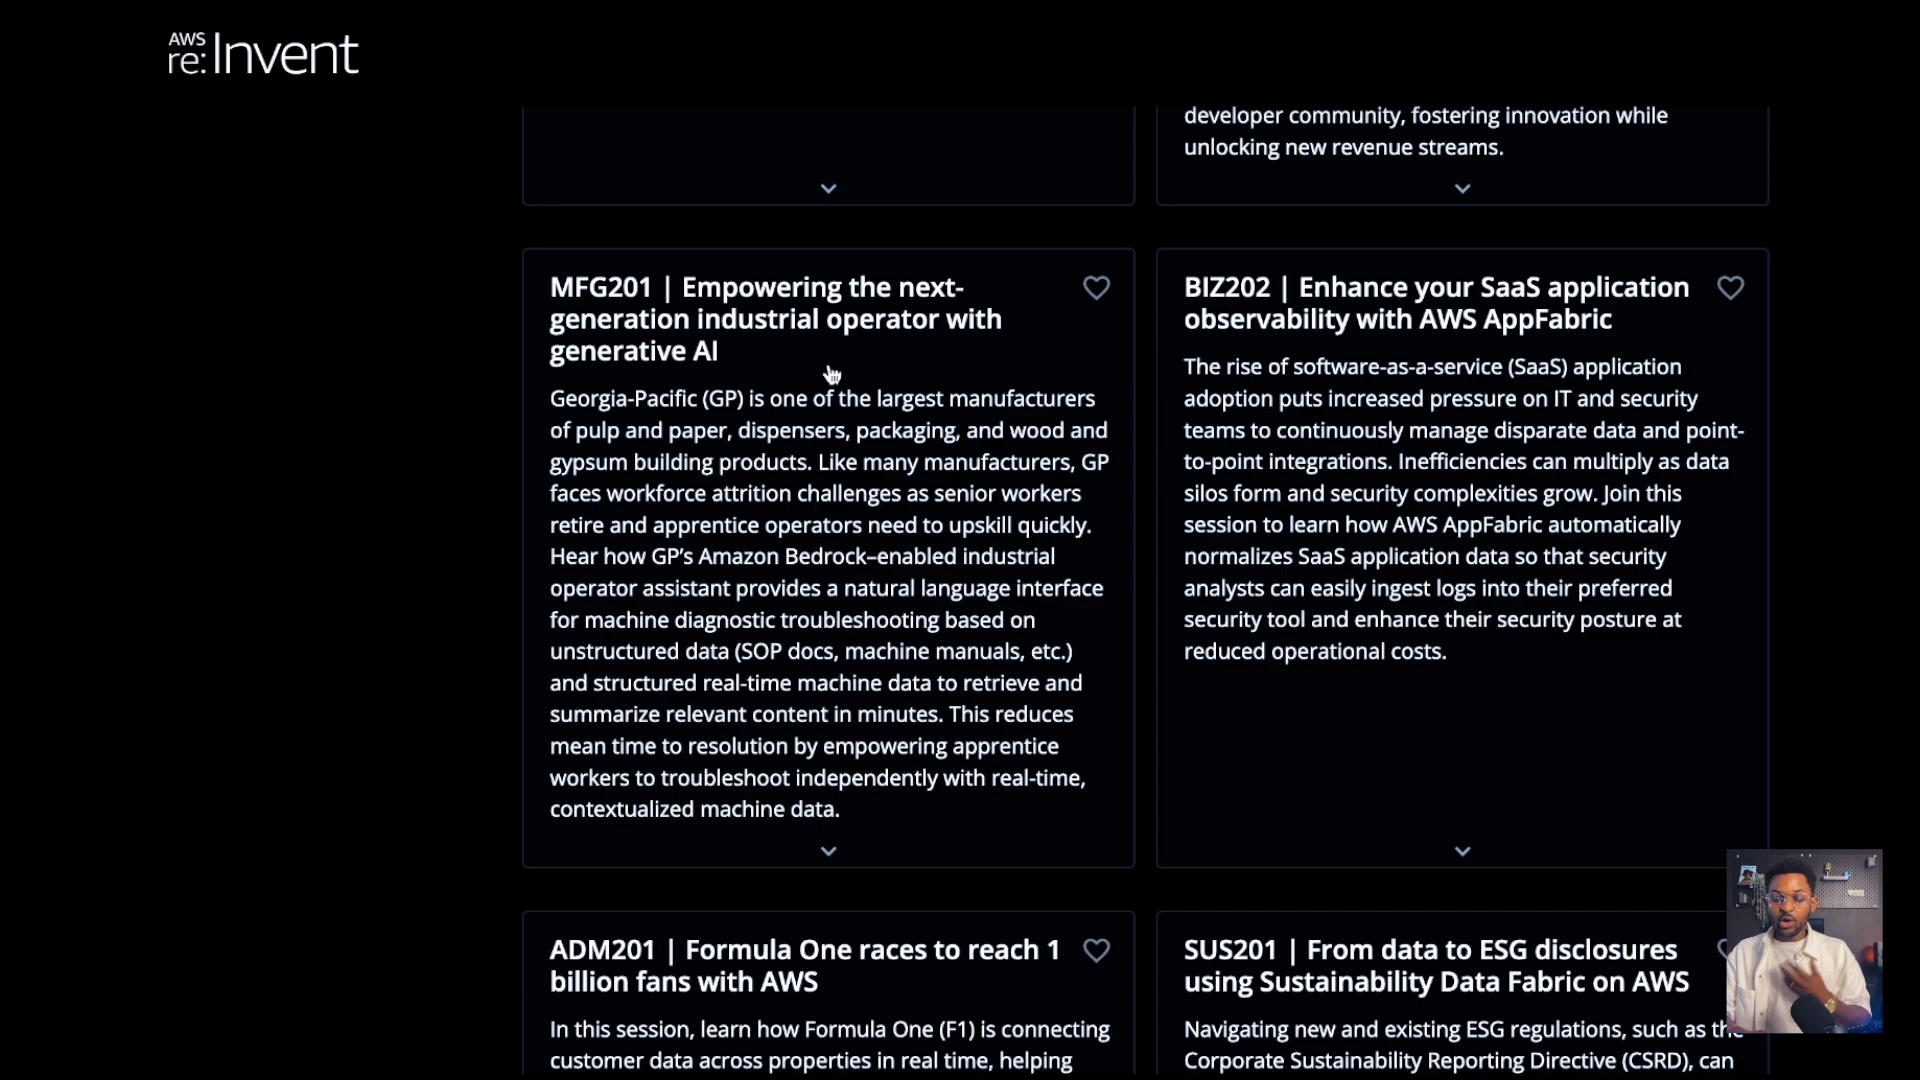 AWS
re:Invent
developer community, fostering innovation while
unlocking new revenue streams.
MFG201 | Empowering the next-
generation industrial operator with
generative AI
Georgia-Pacific (GP) is one of the largest manufacturers
of pulp and paper, dispensers, packaging, and wood and
gypsum building products. Like many manufacturers, GP
faces workforce attrition challenges as senior workers
retire and apprentice operators need to upskill quickly.
Hear how GP’s Amazon Bedrock–enabled industrial
operator assistant provides a natural language interface
for machine diagnostic troubleshooting based on
unstructured data (SOP docs, machine manuals, etc.)
and structured real-time machine data to retrieve and
summarize relevant content in minutes. This reduces
mean time to resolution by empowering apprentice
workers to troubleshoot independently with real-time,
contextualized machine data.
BIZ202 | Enhance your SaaS application
observability with AWS AppFabric
The rise of software-as-a-service (SaaS) application
adoption puts increased pressure on IT and security
teams to continuously manage disparate data and point-
to-point integrations. Inefficiencies can multiply as data
silos form and security complexities grow. Join this
session to learn how AWS AppFabric automatically
normalizes SaaS application data so that security
analysts can easily ingest logs into their preferred
security tool and enhance their security posture at
reduced operational costs.
ADM201 | Formula One races to reach 1
billion fans with AWS
In this session, learn how Formula One (F1) is connecting
customer data across properties in real time, helping
SUS201 | From data to ESG disclosures
using Sustainability Data Fabric on AWS
Navigating new and existing ESG regulations, such as the
Corporate Sustainability Reporting Directive (CSRD), can